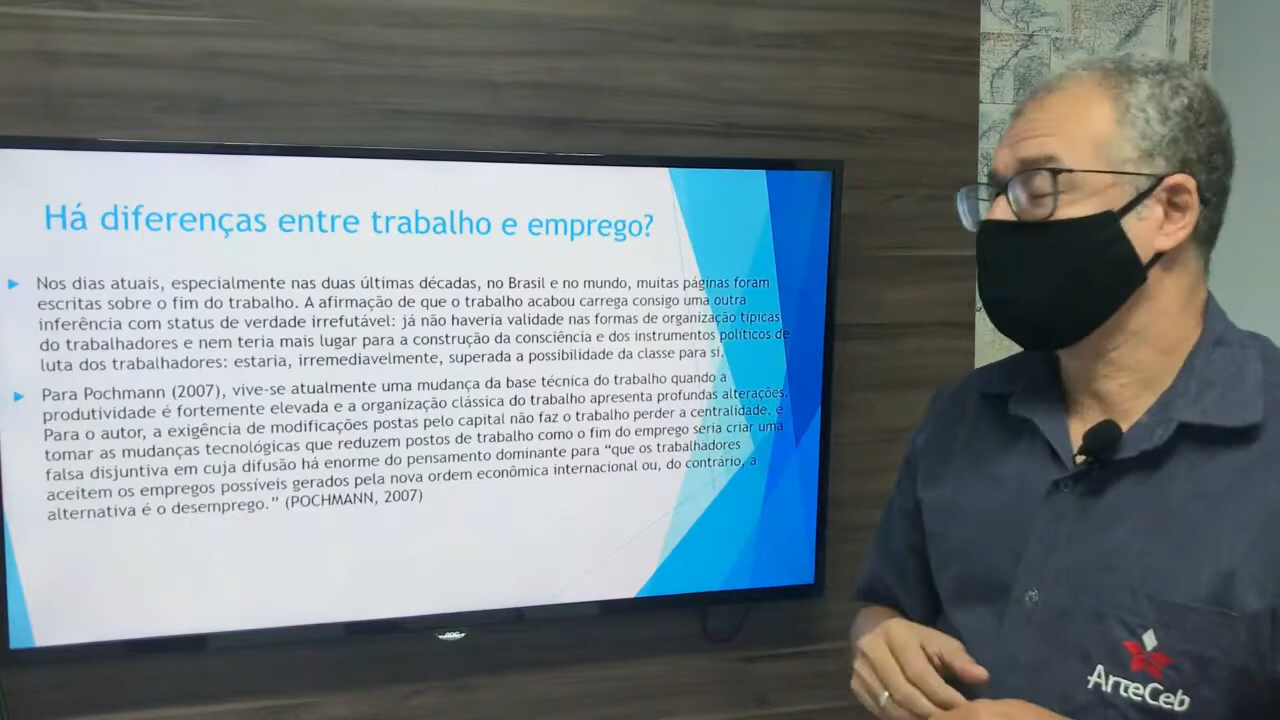 Há diferenças entre trabalho e emprego?
Nos dias atuais, especialmente nas duas últimas décadas, no Brasil e no mundo, muitas páginas foram
escritas sobre o fim do trabalho. A afirmação de que o trabalho acabou carrega consigo uma outra
inferência com status de verdade irrefutável: já não haveria validade nas formas de organização típicas
do trabalhadores e nem teria mais lugar para a construção da consciência e dos instrumentos políticos de
luta dos trabalhadores: estaria, irremediavelmente, superada a possibilidade da classe para si.
Para Pochmann (2007), vive-se atualmente uma mudança da base técnica do trabalho quando a
produtividade é fortemente elevada e a organização clássica do trabalho apresenta profundas alterações.
Para o autor, a exigência de modificações postas pelo capital não faz o trabalho perder a centralidade, e
tomar as mudanças tecnológicas que reduzem postos de trabalho como o fim do emprego seria criar uma
falsa disjuntiva em cuja difusão há enorme do pensamento dominante para “que os trabalhadores
aceitem os empregos possíveis gerados pela nova ordem econômica internacional ou, do contrário, a
alternativa é o desemprego.” (POCHMANN, 2007)
AOC
ArteCeb